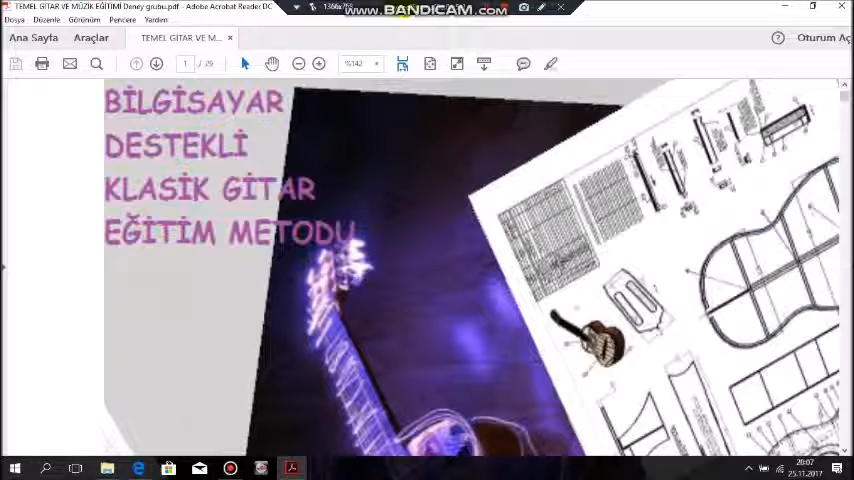 TEMEL GİTAR VE MÜZİK EĞİTİMİ Deney grubu.pdf - Adobe Acrobat Reader DC
1366x768
www.BANDICAM.com
Dosya Düzenle Görünüm Pencere Yardım
Ana Sayfa Araçlar TEMEL GİTAR VE M... × Oturum Aç
1 / 29 %142
BİLGİSAYAR
DESTEKLİ
KLASİK GİTAR
EĞİTİM METODU
20:07
25.11.2017